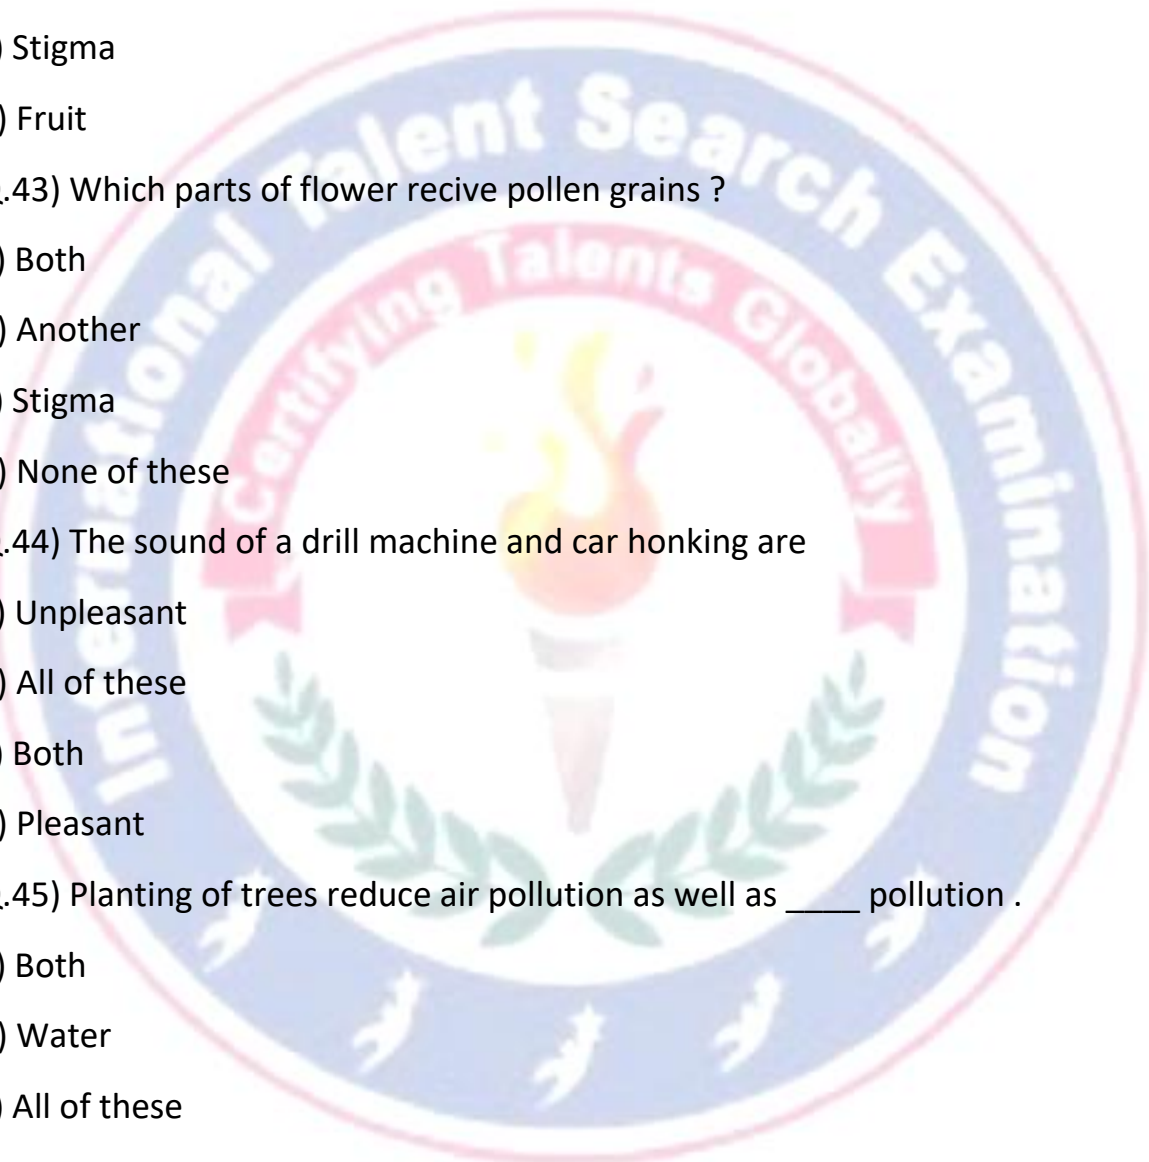 ) Stigma
) Fruit
.43) Which parts of flower recive pollen grains ?
) Both
) Another
) Stigma
) None of these
.44) The sound of a drill machine and car honking are
) Unpleasant
) All of these
) Both
) Pleasant
.45) Planting of trees reduce air pollution as well as ____ pollution .
) Both
) Water
) All of these
International Talent Search Examination
Certifying Talents Globally